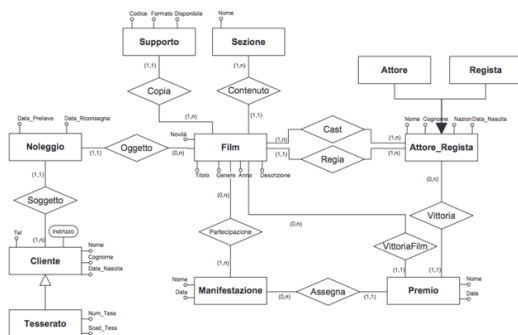 Codice Formato Disponibile
Nome
Supporto
Sezione
Attore
Regista
(1,1)
(1,n)
Copia
Contenuto
Data_Prelievo
Data_Riconsegna
(1,n)
(1,1)
Nome Cognome Nazion Data_Nascita
Novità
Cast
Noleggio
Oggetto
Film
(1,n)
(1,n)
Attore_Regista
(1,1)
(0,n)
(1,1)
Regia
(1,n)
Titolo Genere Anno Descrizione
(1,1)
(0,n)
(0,n)
Soggetto
(0,n)
Vittoria
Tel
Indirizzo
Partecipazione
VittoriaFilm
(1,n)
Nome
Cliente
Cognome
Data_Nascita
(1,n)
(1,1)
(1,1)
Nome
Nome
Manifestazione
(0,n)
Assegna
(1,1)
Premio
Data
Data
Tesserato
Num_Tess
Scad_Tess